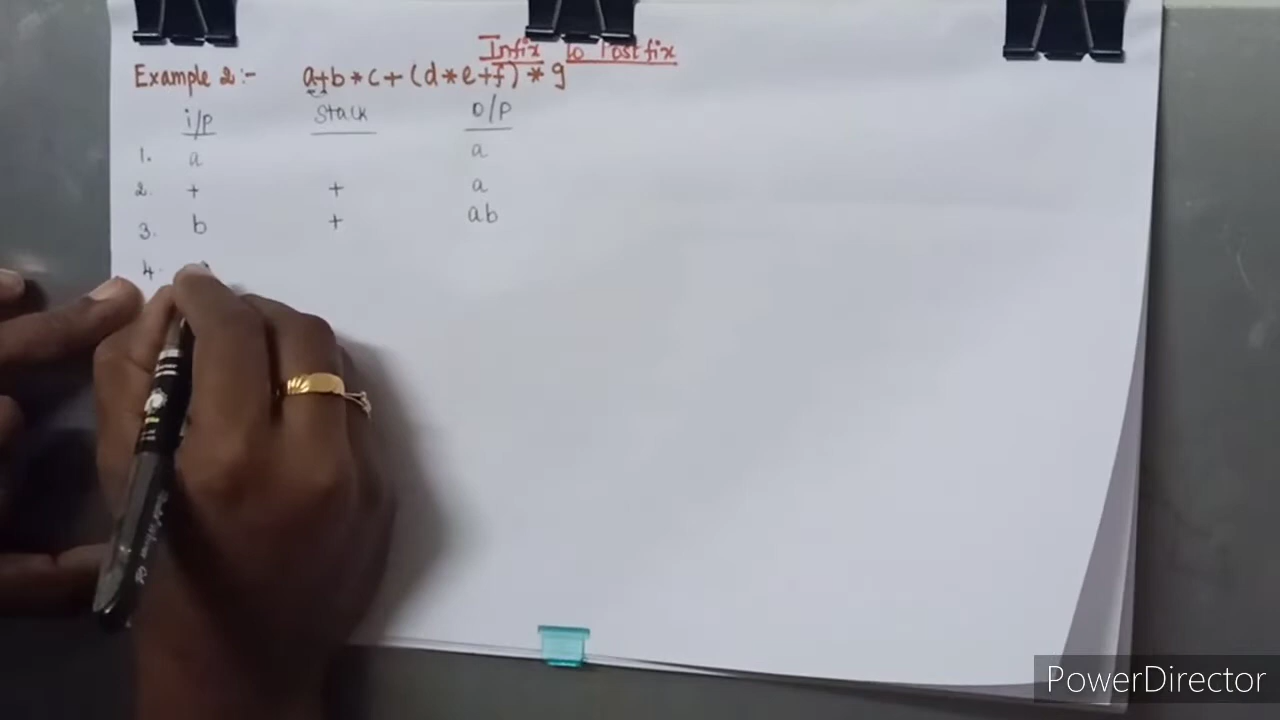 Infix to Postfix
Example 2:- a+b*c+(d*e+f)*g
i/p Stack O/P
1. a a
2. + + a
3. b + ab
4.
PowerDirector